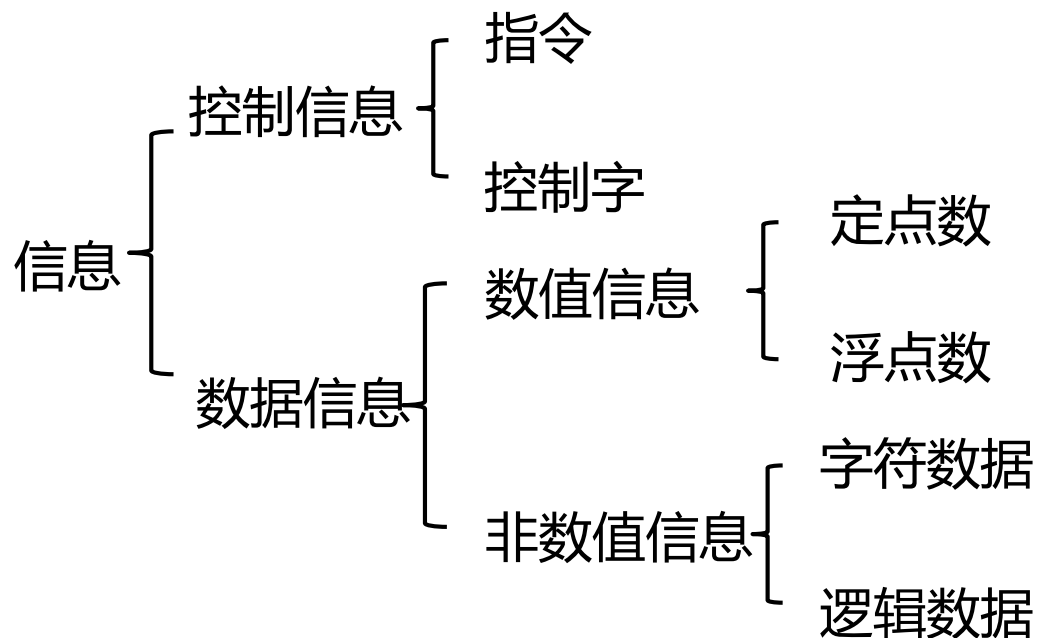 指令
控制信息
控制字
信息
定点数
数值信息
浮点数
数据信息
字符数据
非数值信息
逻辑数据